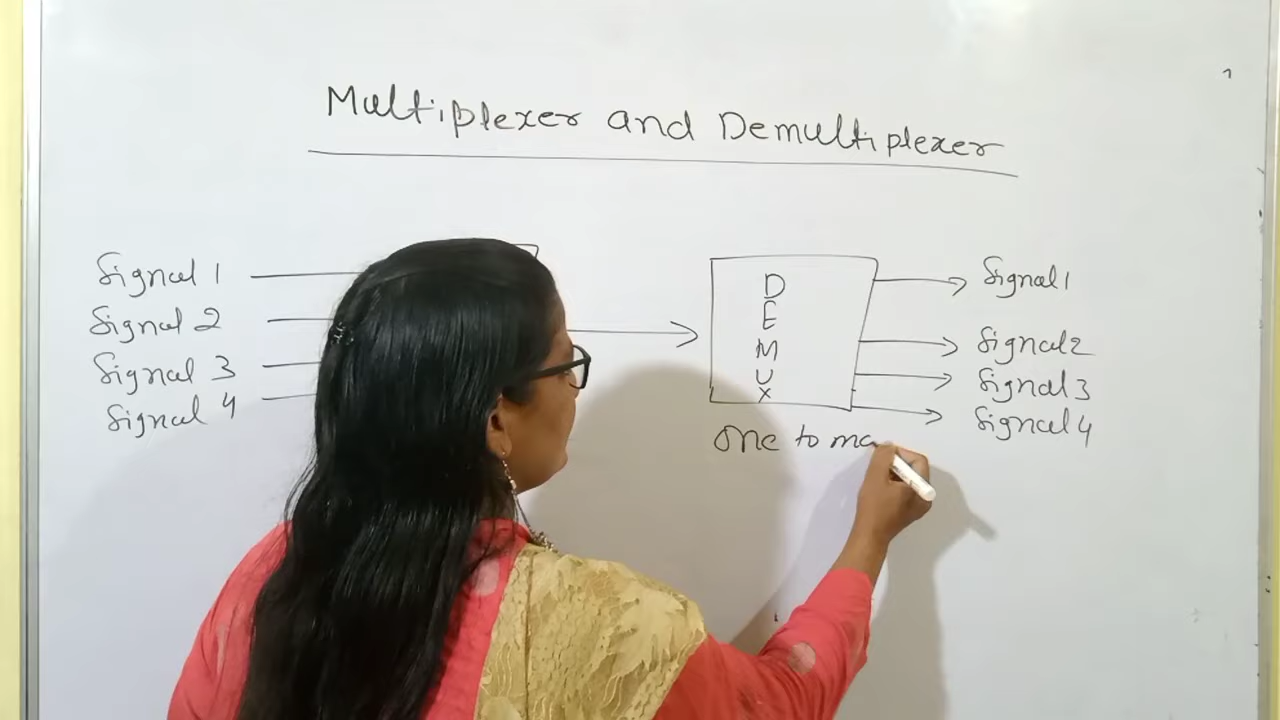 Multiplexer and Demultiplexer
Signal 1
Signal 2
Signal 3
Signal 4
D
E
M
U
X
Signal 1
Signal 2
Signal 3
Signal 4
One to ma